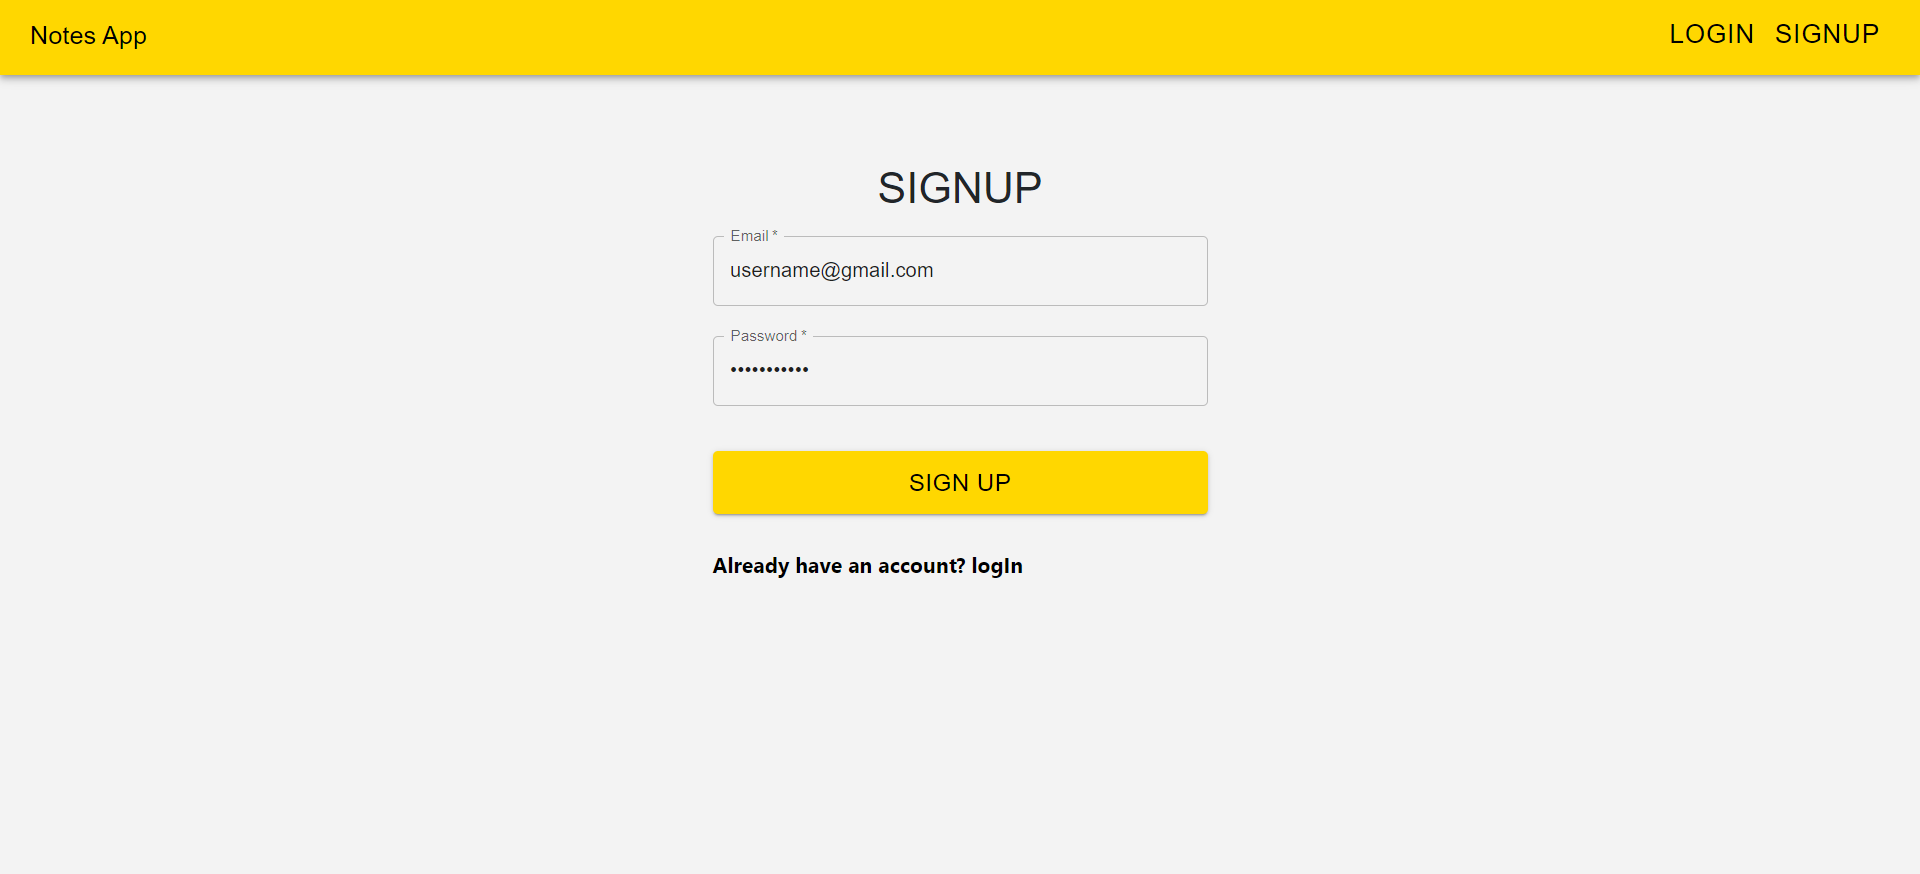 Notes App
LOGIN SIGNUP
SIGNUP
Email *
username@gmail.com
Password *
•••••••••••
SIGN UP
Already have an account? logIn